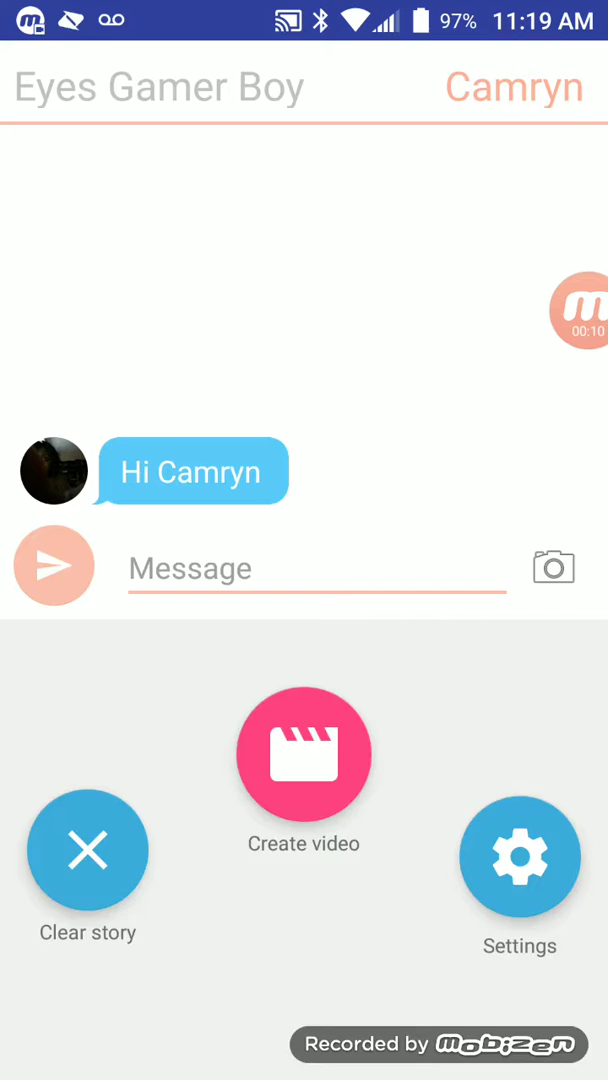 97% 11:19 AM
Eyes Gamer Boy Camryn
m
00:10
Hi Camryn
Message
Create video
Clear story
Settings
Recorded by mobizen